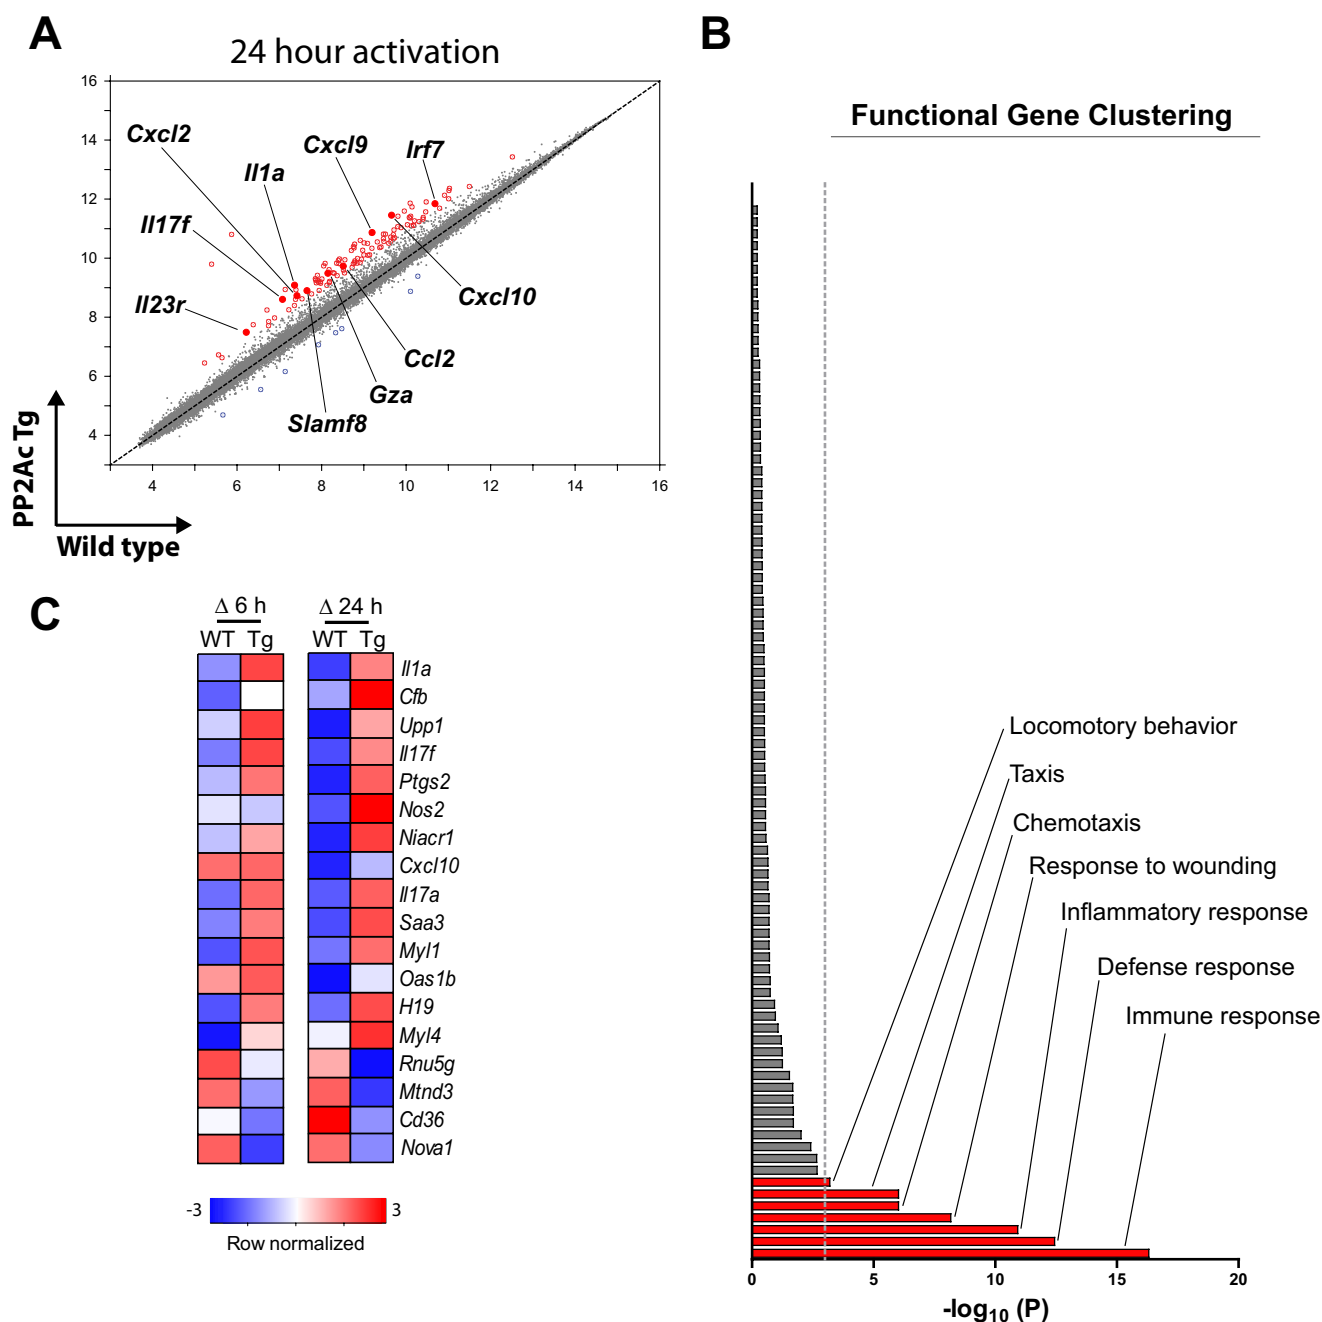 A
24 hour activation
16
14
12
10
8
6
4
4 6 8 10 12 14 16
Cxcl2
Il1a
Cxcl9
Irf7
Il17f
Il23r
Cxcl10
Ccl2
Gza
Slamf8
PP2Ac Tg
Wild type
B
Functional Gene Clustering
Locomotory behavior
Taxis
Chemotaxis
Response to wounding
Inflammatory response
Defense response
Immune response
0 5 10 15 20
-log10 (P)
C
Δ 6 h Δ 24 h
WT Tg WT Tg
Il1a
Cfb
Upp1
Il17f
Ptgs2
Nos2
Niacr1
Cxcl10
Il17a
Saa3
Myl1
Oas1b
H19
Myl4
Rnu5g
Mtnd3
Cd36
Nova1
-3 3
Row normalized